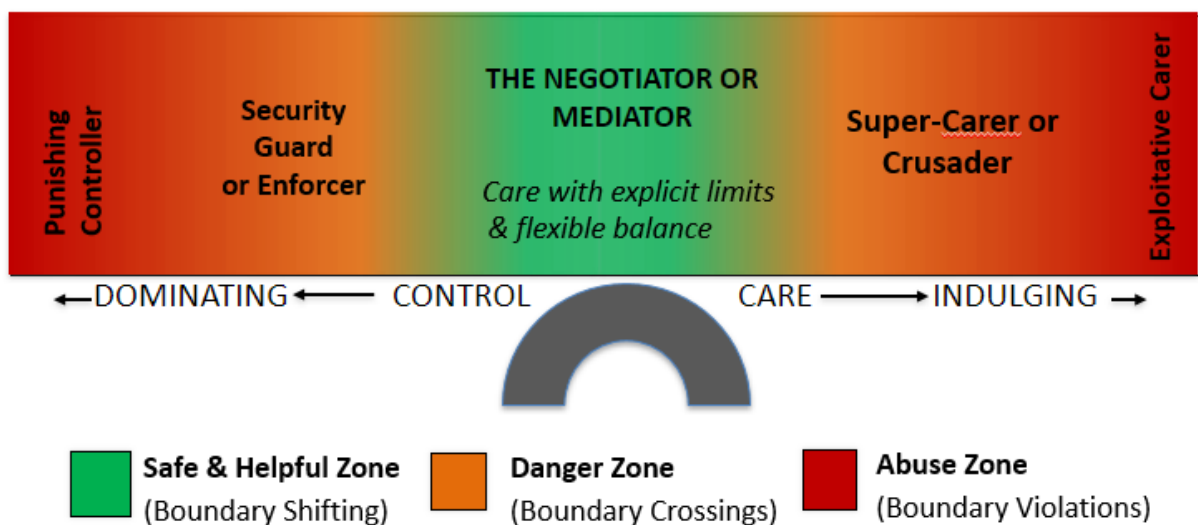 Punishing
Controller
Security
Guard
or Enforcer
THE NEGOTIATOR OR
MEDIATOR
Care with explicit limits
& flexible balance
Super-Carer or
Crusader
Exploitative Carer
DOMINATING
CONTROL
CARE
INDULGING
Safe & Helpful Zone
(Boundary Shifting)
Danger Zone
(Boundary Crossings)
Abuse Zone
(Boundary Violations)